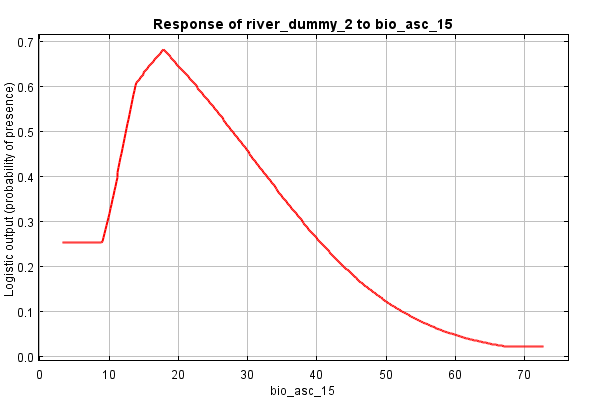 Response of river_dummy_2 to bio_asc_15
Logistic output (probability of presence)
0.7
0.6
0.5
0.4
0.3
0.2
0.1
0.0
0 10 20 30 40 50 60 70
bio_asc_15